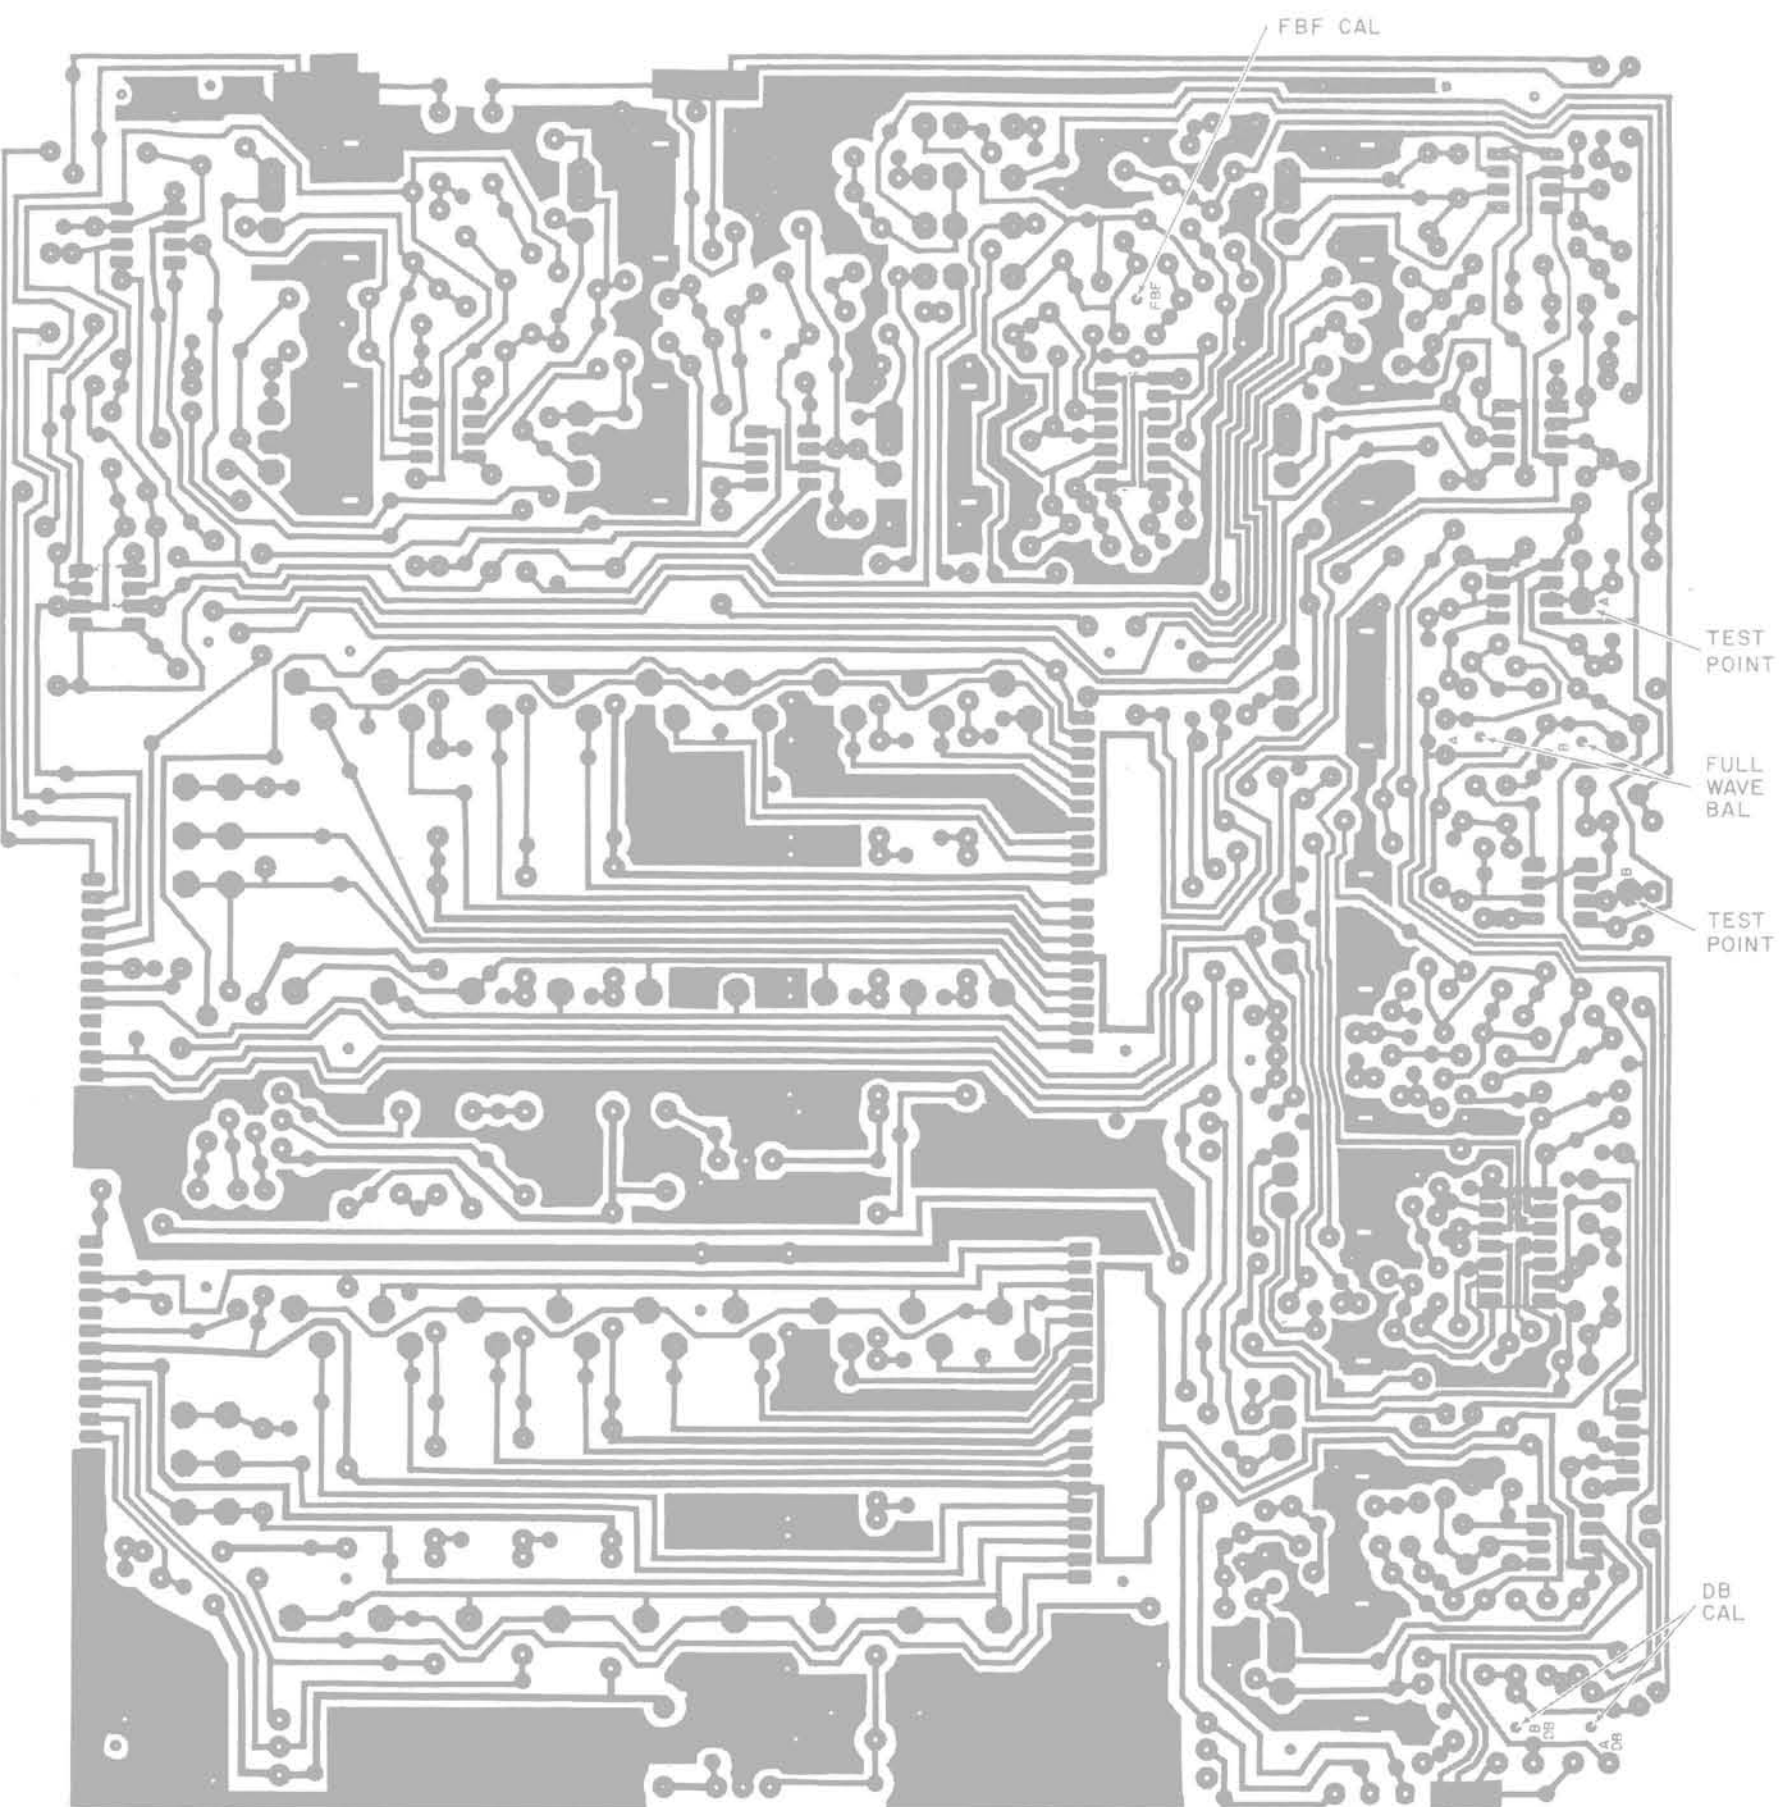 FBF CAL
FBF
A
TEST
POINT
A
B
FULL
WAVE
BAL
B
TEST
POINT
DB
CAL
B
DB
A
DB